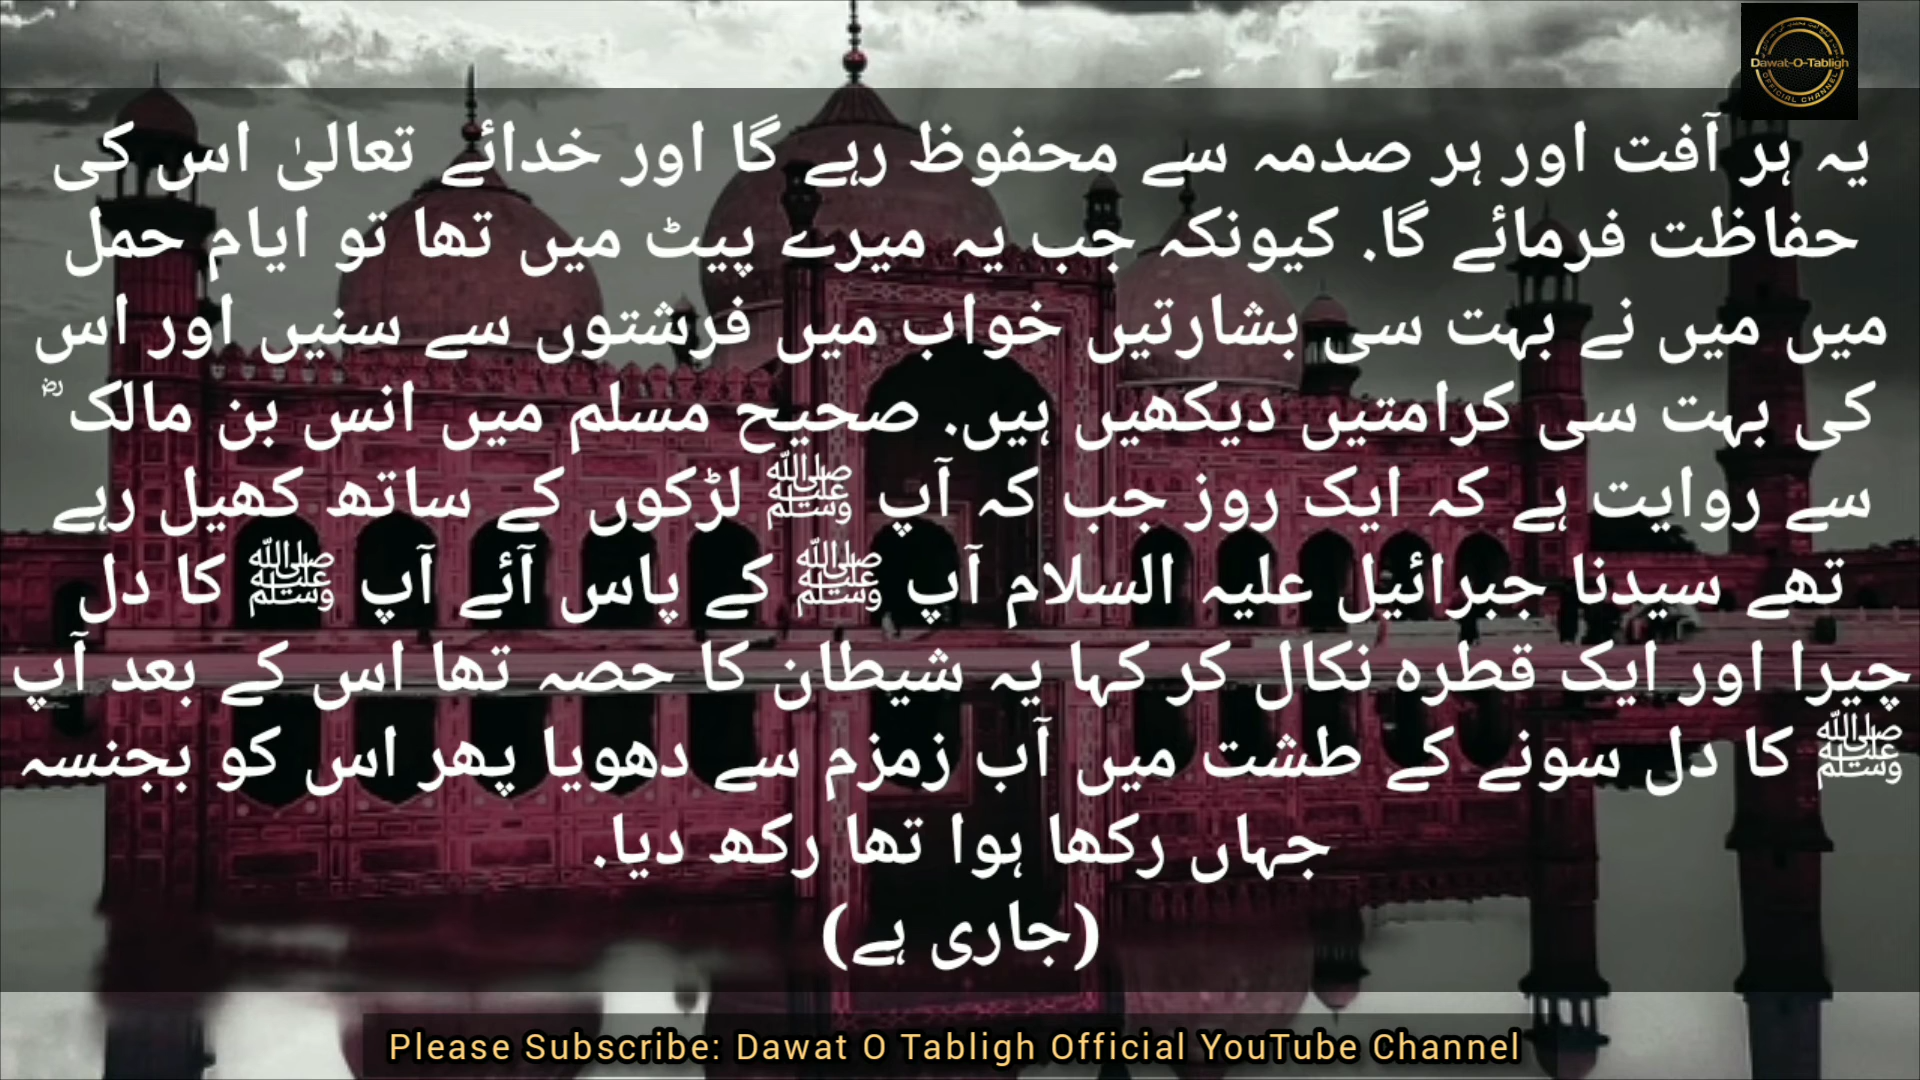 Dawat-O-Tabligh
OFFICIAL CHANNEL
یہ ہر آفت اور ہر صدمہ سے محفوظ رہے گا اور خدائے تعالیٰ اس کی
حفاظت فرمائے گا. کیونکہ جب یہ میرے پیٹ میں تھا تو ایام حمل
میں میں نے بہت سی بشارتیں خواب میں فرشتوں سے سنیں اور اس
کی بہت سی کرامتیں دیکھیں ہیں. صحیح مسلم میں انس بن مالک ؓ
سے روایت ہے کہ ایک روز جب کہ آپ ﷺ لڑکوں کے ساتھ کھیل رہے
تھے سیدنا جبرائیل علیہ السلام آپ ﷺ کے پاس آئے آپ ﷺ کا دل
چیرا اور ایک قطرہ نکال کر کہا یہ شیطان کا حصہ تھا اس کے بعد آپ
ﷺ کا دل سونے کے طشت میں آب زمزم سے دھویا پھر اس کو بجنسہ
جہاں رکھا ہوا تھا رکھ دیا.
(جاری ہے)
Please Subscribe: Dawat O Tabligh Official YouTube Channel